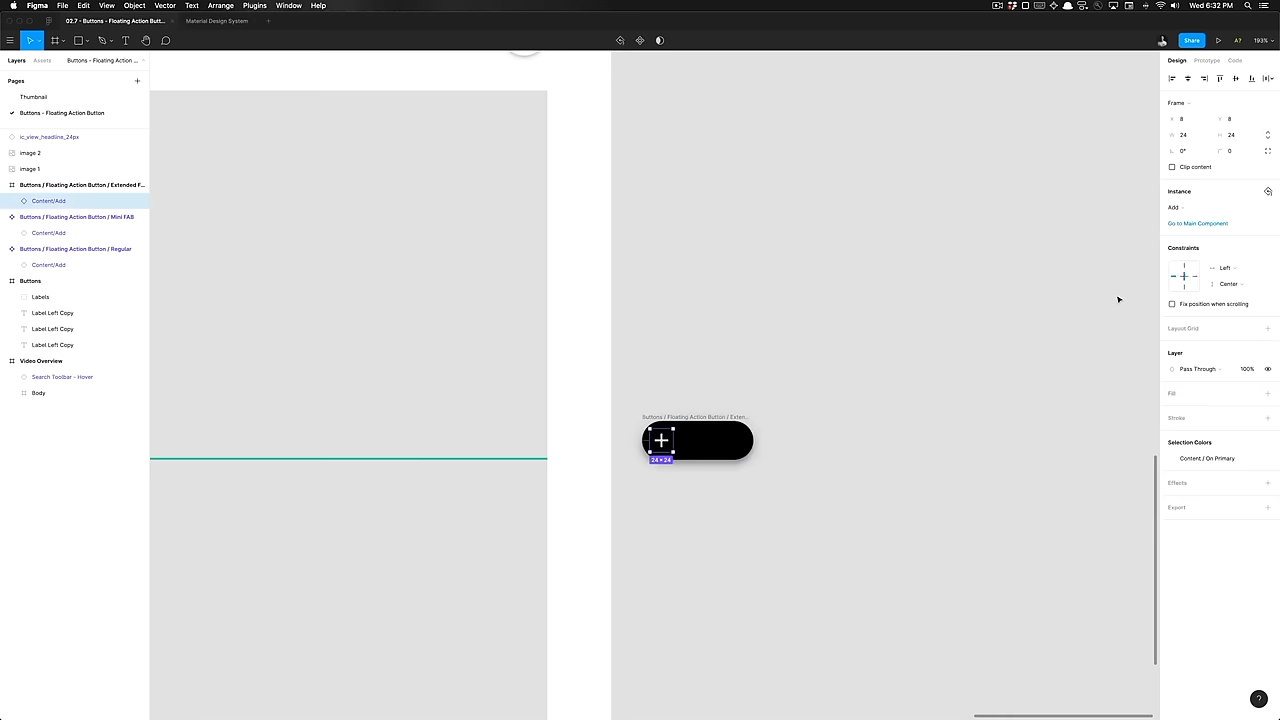 Figma File Edit View Object Vector Text Arrange Plugins Window Help Wed 6:32 PM
02.7 - Buttons - Floating Action Butt... Material Design System
Share A? 193%
Layers Assets Buttons - Floating Action ...
Pages
Thumbnail
Buttons - Floating Action Button
ic_view_headline_24px
image 2
image 1
Buttons / Floating Action Button / Extended F...
Content/Add
Buttons / Floating Action Button / Mini FAB
Content/Add
Buttons / Floating Action Button / Regular
Content/Add
Buttons
Labels
Label Left Copy
Label Left Copy
Label Left Copy
Video Overview
Search Toolbar - Hover
Body
Buttons / Floating Action Button / Exten...
24 × 24
Design Prototype Code
Frame
X 8 Y 8
W 24 H 24
0° 0
Clip content
Instance
Add
Go to Main Component
Constraints
Left
Center
Fix position when scrolling
Layout Grid
Layer
Pass Through 100%
Fill
Stroke
Selection Colors
Content / On Primary
Effects
Export
?